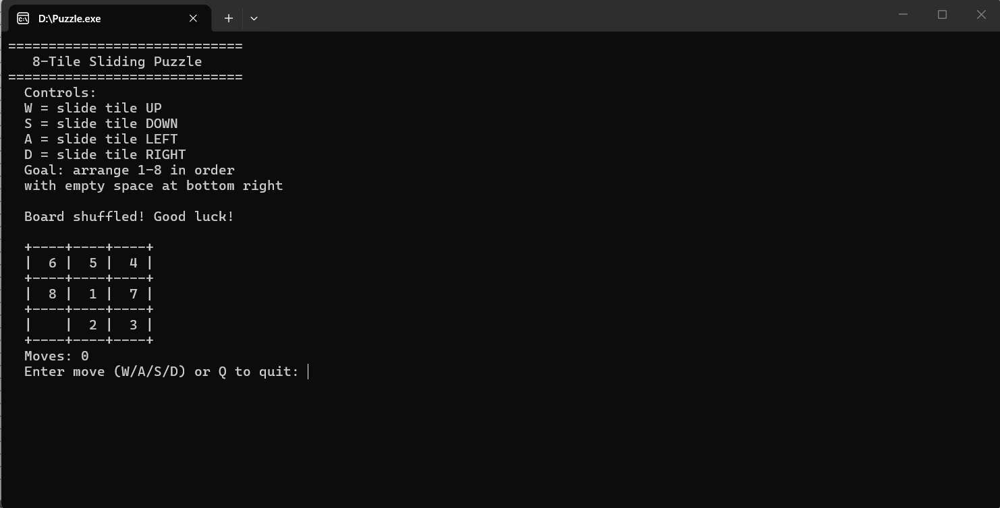 D:\Puzzle.exe
=============================
   8-Tile Sliding Puzzle
=============================
  Controls:
  W = slide tile UP
  S = slide tile DOWN
  A = slide tile LEFT
  D = slide tile RIGHT
  Goal: arrange 1-8 in order
  with empty space at bottom right

  Board shuffled! Good luck!

  +----+----+----+
  |  6 |  5 |  4 |
  +----+----+----+
  |  8 |  1 |  7 |
  +----+----+----+
  |    |  2 |  3 |
  +----+----+----+
  Moves: 0
  Enter move (W/A/S/D) or Q to quit: